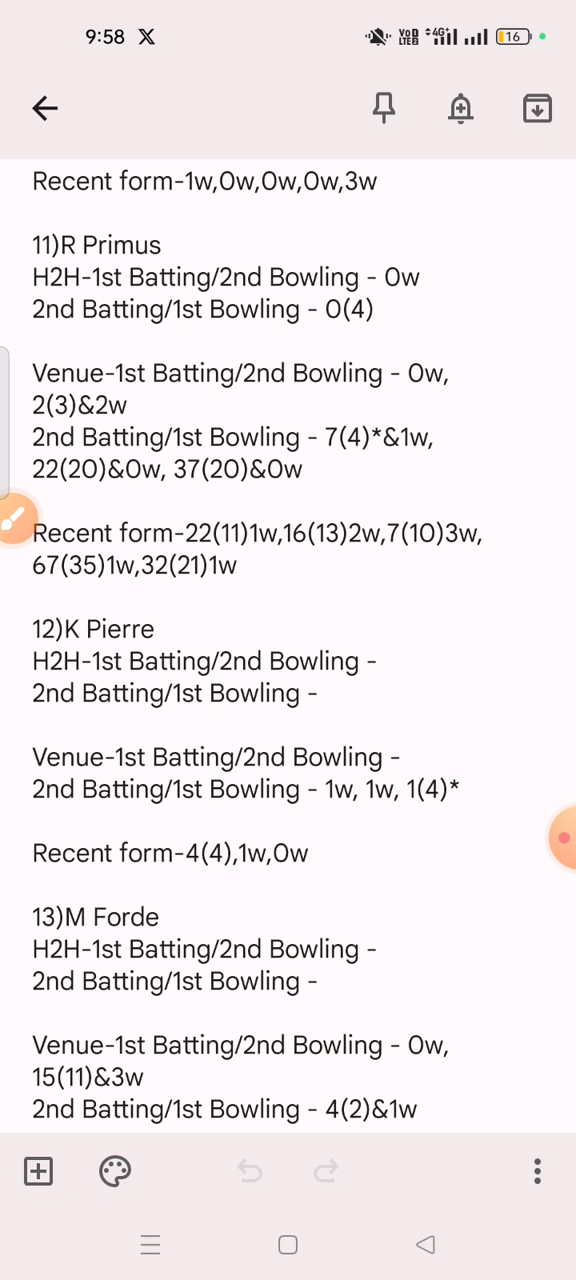 9:58 X VoD LTE2 4G 16
Recent form-1w,0w,0w,0w,3w
11)R Primus
H2H-1st Batting/2nd Bowling - 0w
2nd Batting/1st Bowling - 0(4)
Venue-1st Batting/2nd Bowling - 0w,
2(3)&2w
2nd Batting/1st Bowling - 7(4)*&1w,
22(20)&0w, 37(20)&0w
Recent form-22(11)1w,16(13)2w,7(10)3w,
67(35)1w,32(21)1w
12)K Pierre
H2H-1st Batting/2nd Bowling -
2nd Batting/1st Bowling -
Venue-1st Batting/2nd Bowling -
2nd Batting/1st Bowling - 1w, 1w, 1(4)*
Recent form-4(4),1w,0w
13)M Forde
H2H-1st Batting/2nd Bowling -
2nd Batting/1st Bowling -
Venue-1st Batting/2nd Bowling - 0w,
15(11)&3w
2nd Batting/1st Bowling - 4(2)&1w